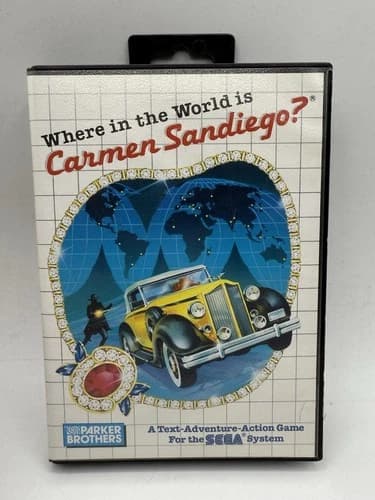 Where in the World is
Carmen Sandiego?®
PARKER
BROTHERS
A Text-Adventure-Action Game
For the SEGA® System